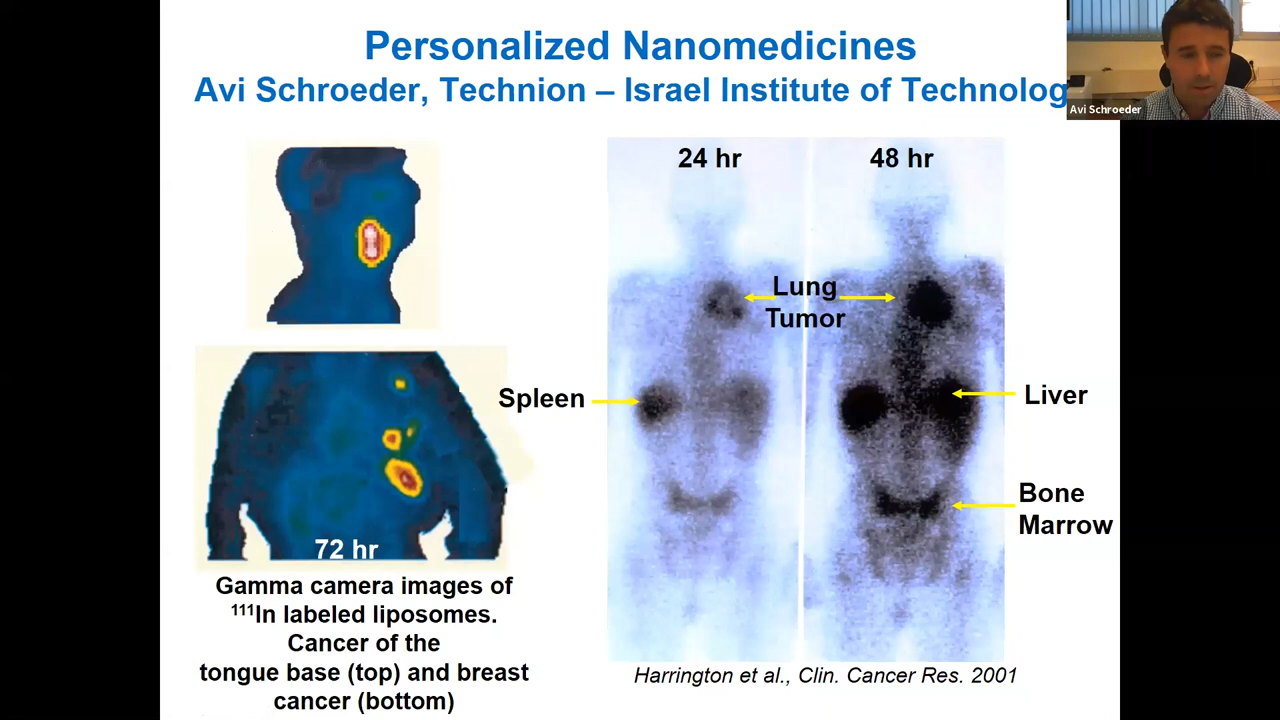 Personalized Nanomedicines
Avi Schroeder, Technion – Israel Institute of Technolog
Avi Schroeder
24 hr
48 hr
Lung
Tumor
Spleen
Liver
Bone
Marrow
72 hr
Gamma camera images of
¹¹¹In labeled liposomes.
Cancer of the
tongue base (top) and breast
cancer (bottom)
Harrington et al., Clin. Cancer Res. 2001